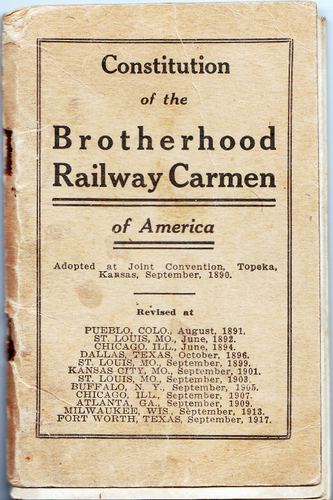 Constitution
of the
Brotherhood
Railway Carmen
of America
Adopted at Joint Convention, Topeka,
Kansas, September, 1890.
Revised at
PUEBLO, COLO., August, 1891.
ST. LOUIS, MO., June, 1892.
CHICAGO, ILL., June, 1894.
DALLAS, TEXAS, October, 1896.
ST. LOUIS, MO., September, 1899.
KANSAS CITY, MO., September, 1901.
ST. LOUIS, MO., September, 1903.
BUFFALO, N. Y., September, 1905.
CHICAGO, ILL., September, 1907.
ATLANTA, GA., September, 1909.
MILWAUKEE, WIS., September, 1913.
FORT WORTH, TEXAS, September, 1917.